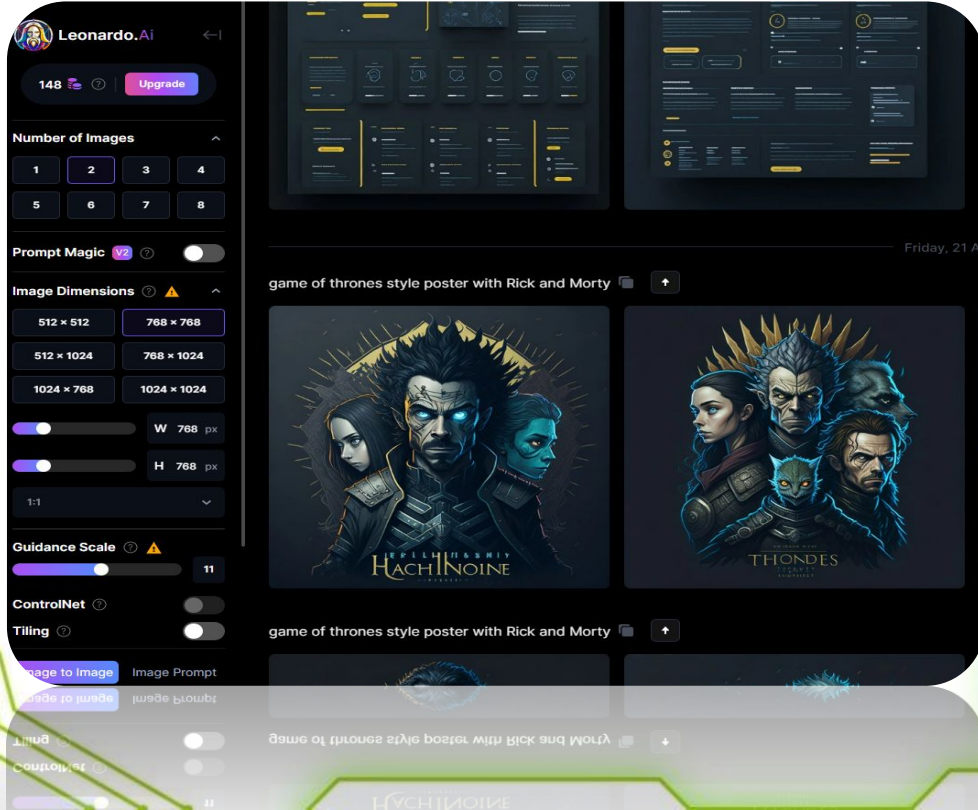 Leonardo.Ai
148 Upgrade
Number of Images
1 2 3 4
5 6 7 8
Prompt Magic V2
Image Dimensions
512 × 512 768 × 768
512 × 1024 768 × 1024
1024 × 768 1024 × 1024
W 768 px
H 768 px
1:1
Guidance Scale
11
ControlNet
Tiling
Image to Image Image Prompt
Friday, 21 A
game of thrones style poster with Rick and Morty
HACHINOINE
THONDES
game of thrones style poster with Rick and Morty